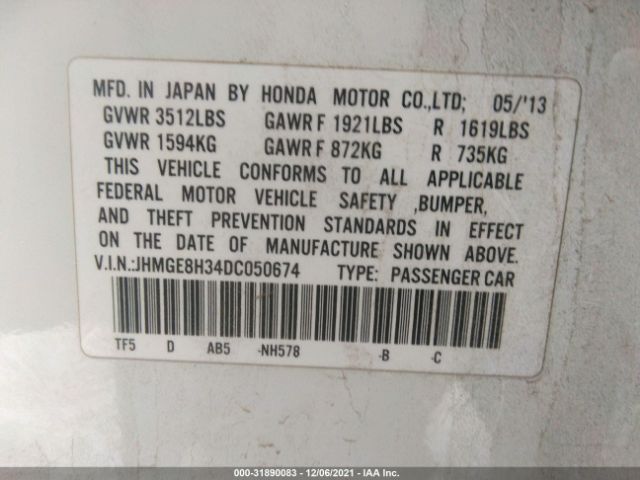 MFD. IN JAPAN BY HONDA MOTOR CO.,LTD; 05/'13
GVWR 3512LBS GAWR F 1921LBS R 1619LBS
GVWR 1594KG GAWR F 872KG R 735KG
THIS VEHICLE CONFORMS TO ALL APPLICABLE
FEDERAL MOTOR VEHICLE SAFETY ,BUMPER,
AND THEFT PREVENTION STANDARDS IN EFFECT
ON THE DATE OF MANUFACTURE SHOWN ABOVE.
V.I.N.:JHMGE8H34DC050674 TYPE: PASSENGER CAR
TF5 D AB5 -NH578 -B -C
000-31890083 - 12/06/2021 - IAA Inc.